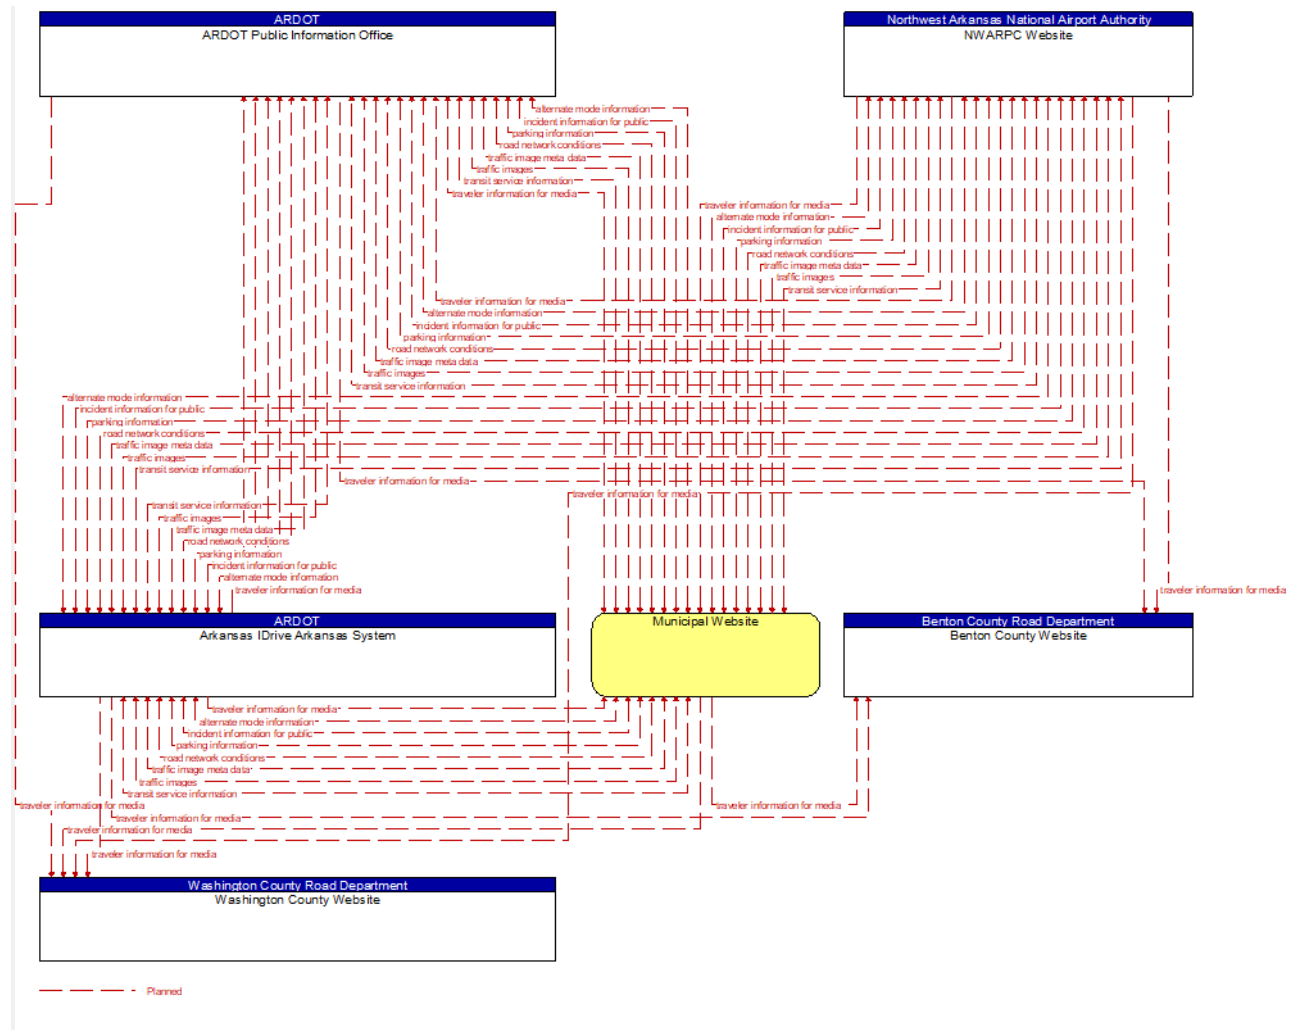 ARDOT
ARDOT Public Information Office
Northwest Arkansas National Airport Authority
NWARPC Website
alternate mode information
incident information for public
parking information
road network conditions
traffic image meta data
traffic images
transit service information
traveler information for media
traveler information for media
alternate mode information
incident information for public
parking information
road network conditions
traffic image meta data
traffic images
transit service information
traveler information for media
alternate mode information
incident information for public
parking information
road network conditions
traffic image meta data
traffic images
transit service information
alternate mode information
incident information for public
parking information
road network conditions
traffic image meta data
traffic images
transit service information
traveler information for media
traveler information for media
transit service information
traffic images
traffic image meta data
road network conditions
parking information
incident information for public
alternate mode information
traveler information for media
traveler information for media
ARDOT
Arkansas IDrive Arkansas System
Municipal Website
Benton County Road Department
Benton County Website
traveler information for media
alternate mode information
incident information for public
parking information
road network conditions
traffic image meta data
traffic images
transit service information
traveler information for media
traveler information for media
traveler information for media
traveler information for media
traveler information for media
Washington County Road Department
Washington County Website
Planned